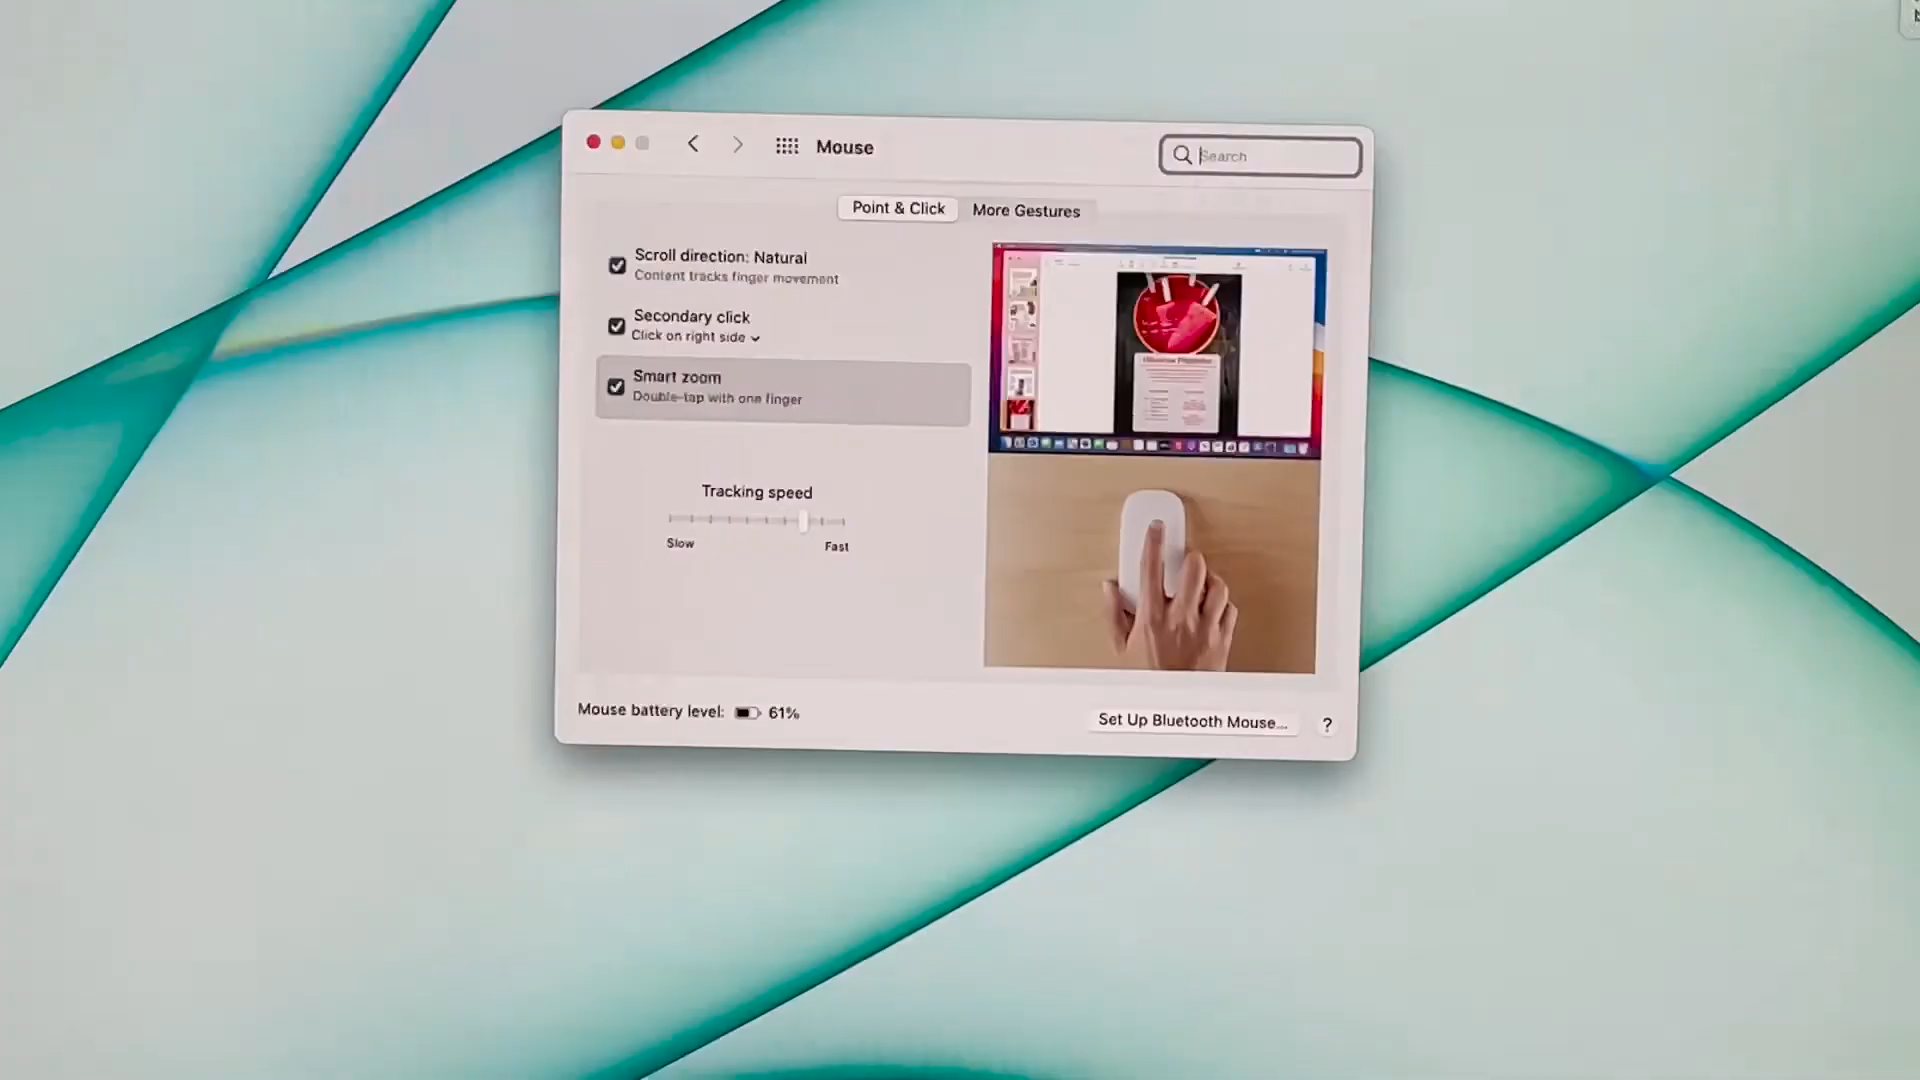 Mouse
Search
Point & Click
More Gestures
Scroll direction: Natural
Content tracks finger movement
Secondary click
Click on right side
Smart zoom
Double-tap with one finger
Tracking speed
Slow
Fast
Mouse battery level:
61%
Set Up Bluetooth Mouse...
?